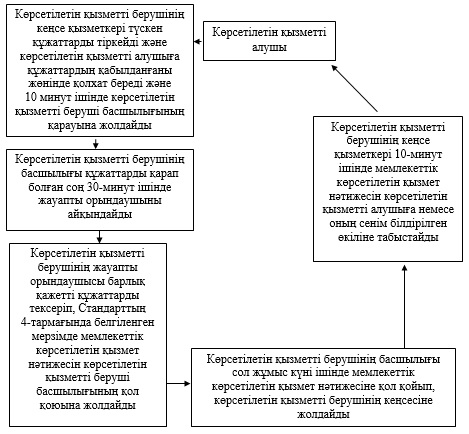 Көрсетілетін қызметті
алушы
Көрсетілетін қызметті берушінің
кеңсе қызметкері түскен
құжаттарды тіркейді және
көрсетілетін қызметті алушыға
құжаттардың қабылданғаны
жөнінде қолхат береді және
10 минут ішінде көрсетілетін
қызметті беруші басшылығының
қарауына жолдайды
Көрсетілетін қызметті берушінің
басшылығы құжаттарды қарап
болған соң 30-минут ішінде
жауапты орындаушыны
айқындайды
Көрсетілетін қызметті
берушінің жауапты
орындаушысы барлық
қажетті құжаттарды
тексеріп, Стандарттың
4-тармағында белгіленген
мерзімде мемлекеттік
көрсетілетін қызмет
нәтижесін көрсетілетін
қызметті беруші
басшылығының қол
қоюына жолдайды
Көрсетілетін қызметті берушінің басшылығы
сол жұмыс күні ішінде мемлекеттік
көрсетілетін қызмет нәтижесіне қол қойып,
көрсетілетін қызметті берушінің кеңсесіне
жолдайды
Көрсетілетін қызметті
берушінің кеңсе
қызметкері 10-минут
ішінде мемлекеттік
көрсетілетін қызмет
нәтижесін көрсетілетін
қызметті алушыға немесе
оның сенім білдірілген
өкіліне табыстайды